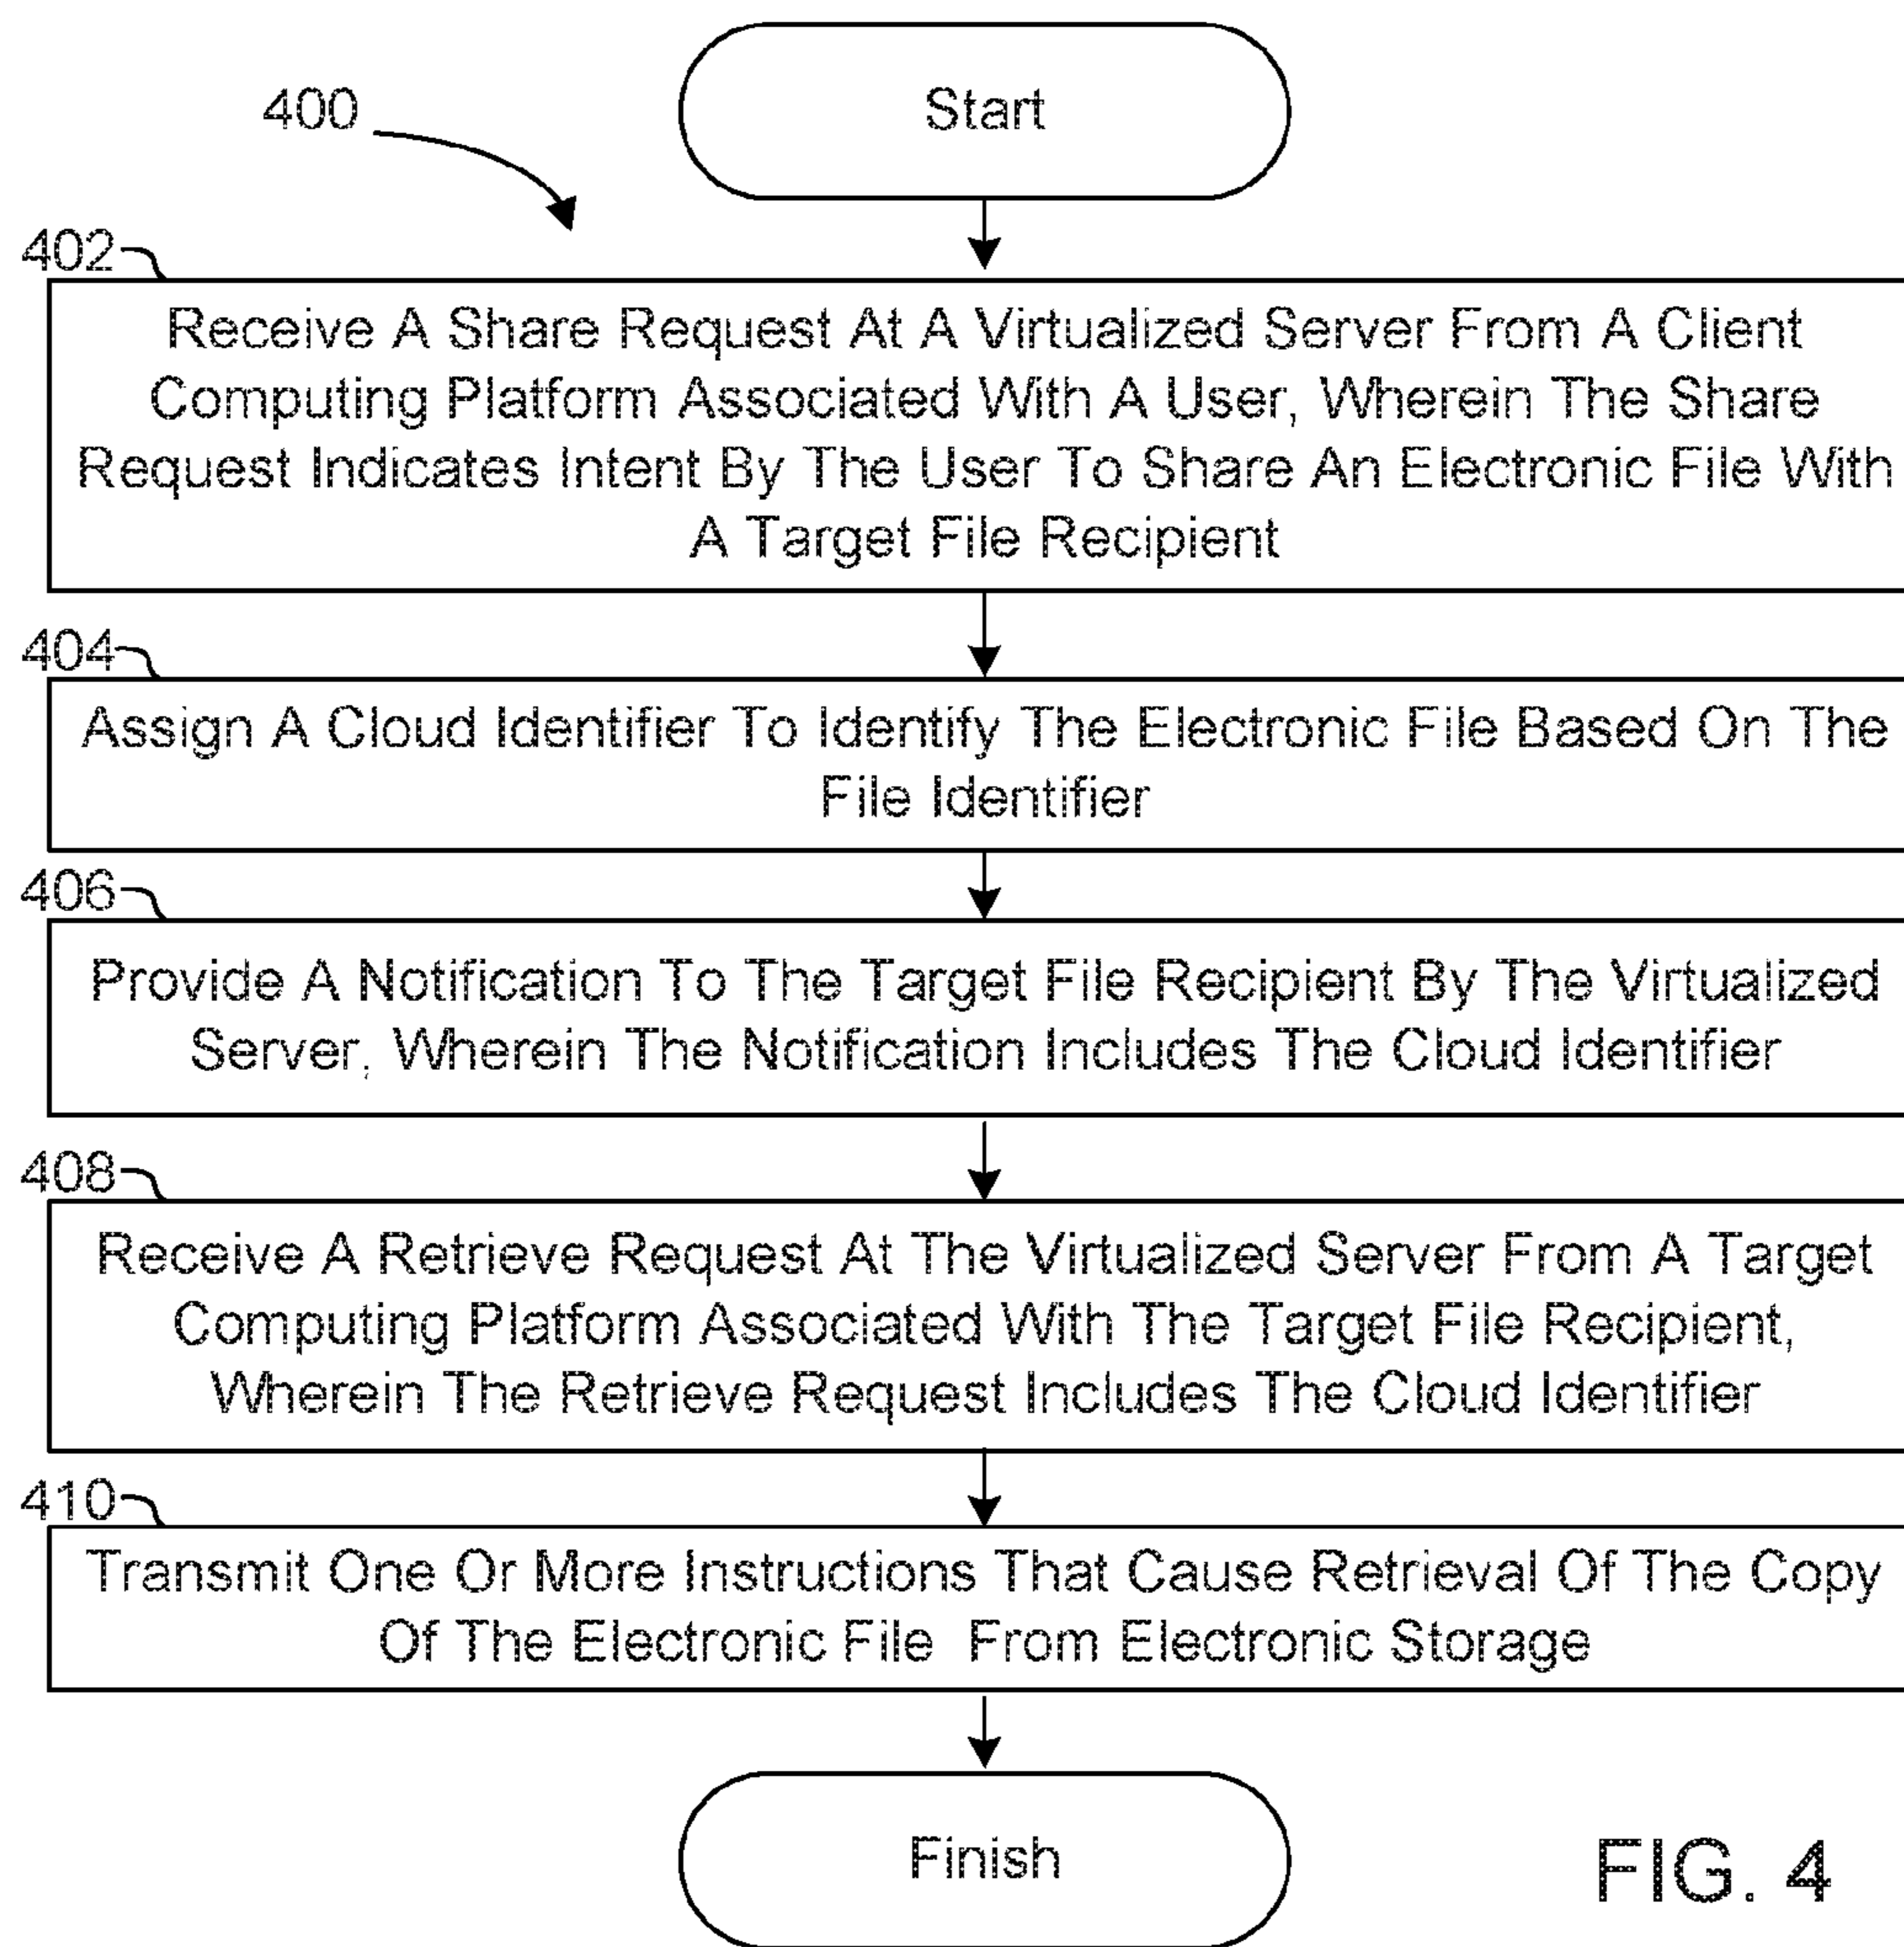 Start
400
402
Receive A Share Request At A Virtualized Server From A Client
Computing Platform Associated With A User, Wherein The Share
Request Indicates Intent By The User To Share An Electronic File With
A Target File Recipient
404
Assign A Cloud Identifier To Identify The Electronic File Based On The
File Identifier
406
Provide A Notification To The Target File Recipient By The Virtualized
Server, Wherein The Notification Includes The Cloud Identifier
408
Receive A Retrieve Request At The Virtualized Server From A Target
Computing Platform Associated With The Target File Recipient,
Wherein The Retrieve Request Includes The Cloud Identifier
410
Transmit One Or More Instructions That Cause Retrieval Of The Copy
Of The Electronic File From Electronic Storage
Finish
FIG. 4